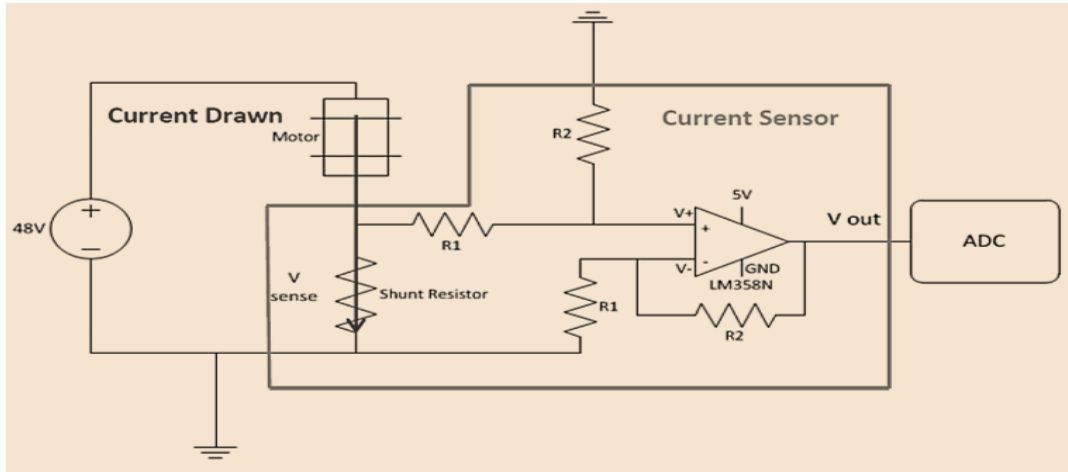 Current Drawn
Motor
48V
+
—
V
sense
Shunt Resistor
R1
R2
Current Sensor
V+
+
5V
V-
-
GND
LM358N
R1
R2
V out
ADC